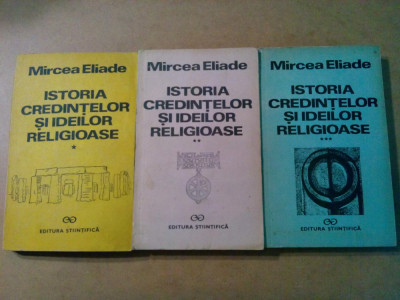 Mircea Eliade
ISTORIA
CREDINȚELOR
ȘI IDEILOR
RELIGIOASE
*
EDITURA ȘTIINȚIFICĂ
Mircea Eliade
ISTORIA
CREDINȚELOR
ȘI IDEILOR
RELIGIOASE
**
EDITURA ȘTIINȚIFICĂ
Mircea Eliade
ISTORIA
CREDINȚELOR
ȘI IDEILOR
RELIGIOASE
***
EDITURA ȘTIINȚIFICĂ